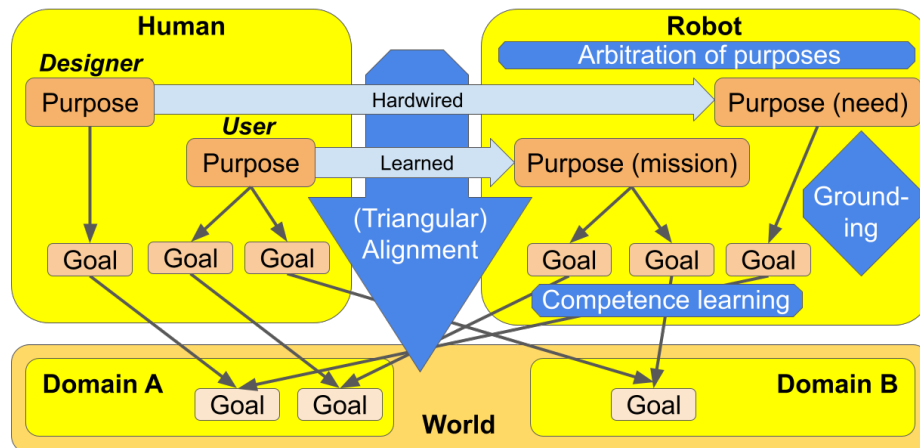 Human
Robot
Designer
Arbitration of purposes
Purpose
Hardwired
Purpose (need)
User
Purpose
Learned
Purpose (mission)
Ground-
ing
(Triangular)
Alignment
Goal
Goal
Goal
Goal
Goal
Goal
Competence learning
Domain A
Goal
Goal
World
Goal
Domain B